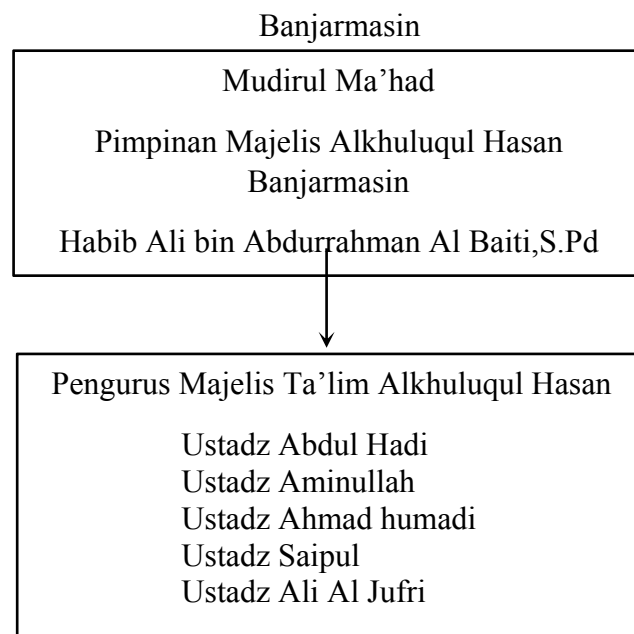 Banjarmasin
Mudirul Ma’had
Pimpinan Majelis Alkhuluqul Hasan
Banjarmasin
Habib Ali bin Abdurrahman Al Baiti,S.Pd
Pengurus Majelis Ta’lim Alkhuluqul Hasan
Ustadz Abdul Hadi
Ustadz Aminullah
Ustadz Ahmad humadi
Ustadz Saipul
Ustadz Ali Al Jufri